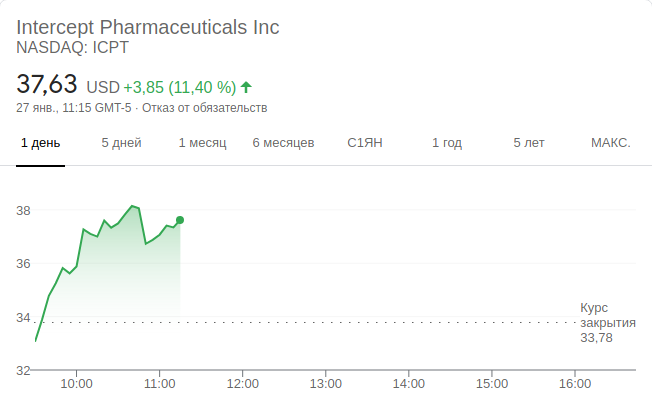 Intercept Pharmaceuticals Inc
NASDAQ: ICPT
37,63 USD +3,85 (11,40 %)
27 янв., 11:15 GMT-5 · Отказ от обязательств
1 день 5 дней 1 месяц 6 месяцев С1ЯН 1 год 5 лет МАКС.
38
36
34
32
Курс
закрытия
33,78
10:00 11:00 12:00 13:00 14:00 15:00 16:00